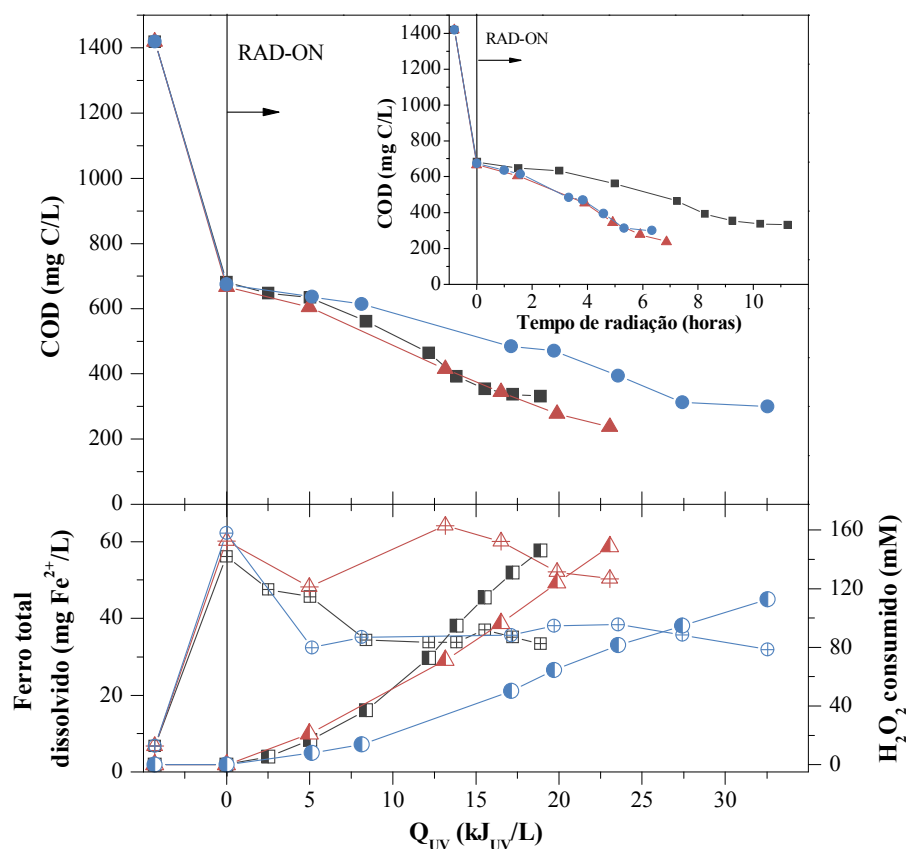 RAD-ON
COD (mg C/L)
1400
1200
1000
800
600
400
200
0
RAD-ON
COD (mg C/L)
1400
1200
1000
800
600
400
200
0
0 2 4 6 8 10
Tempo de radiação (horas)
Ferro total
dissolvido (mg Fe²⁺/L)
60
40
20
0
H₂O₂ consumido (mM)
160
120
80
40
0
0 5 10 15 20 25 30
Q_UV (kJ_UV/L)